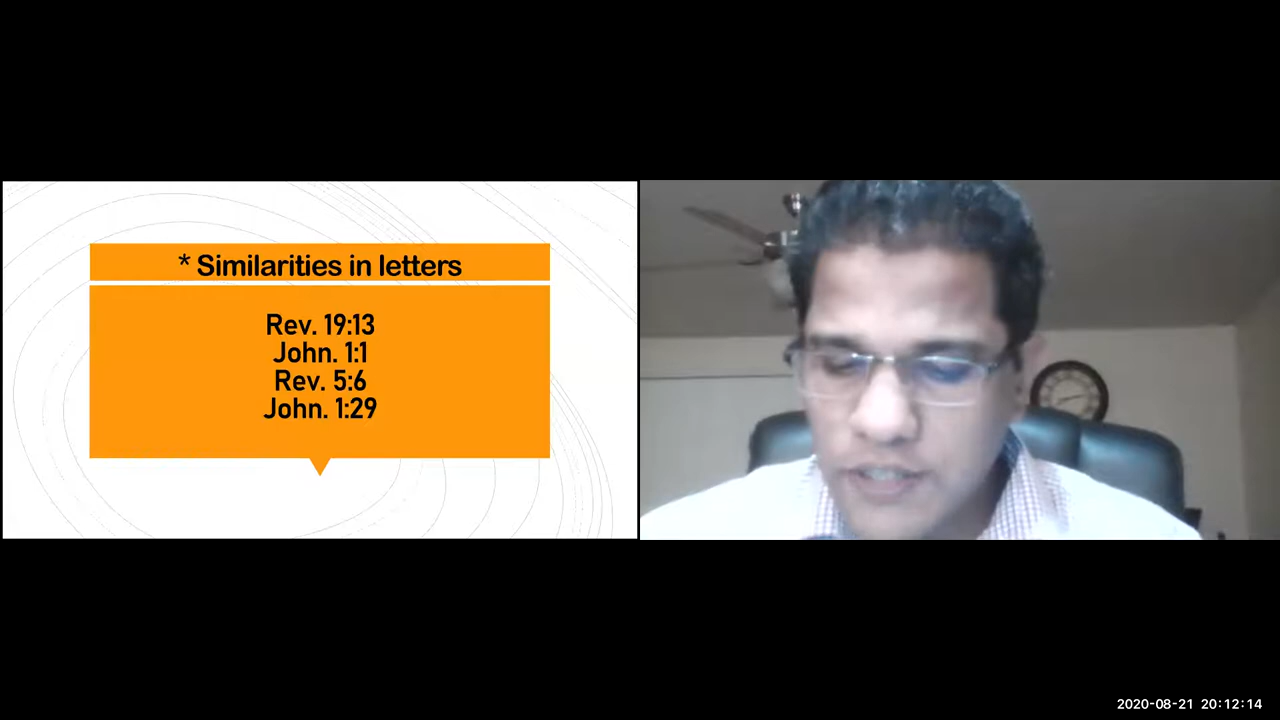 * Similarities in letters
Rev. 19:13
John. 1:1
Rev. 5:6
John. 1:29
2020-08-21 20:12:14